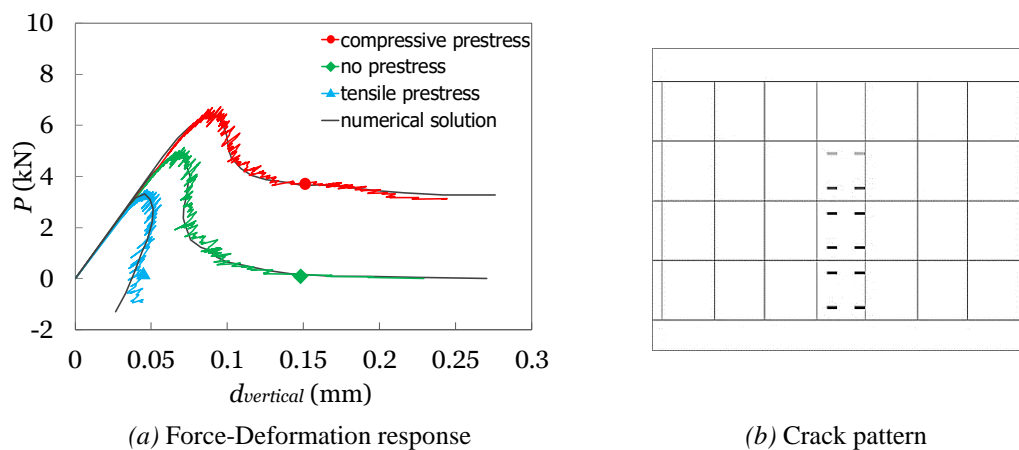 10
8
6
4
2
0
-2
P (kN)
compressive prestress
no prestress
tensile prestress
numerical solution
0 0.05 0.1 0.15 0.2 0.25 0.3
dvertical (mm)
(a) Force-Deformation response
(b) Crack pattern